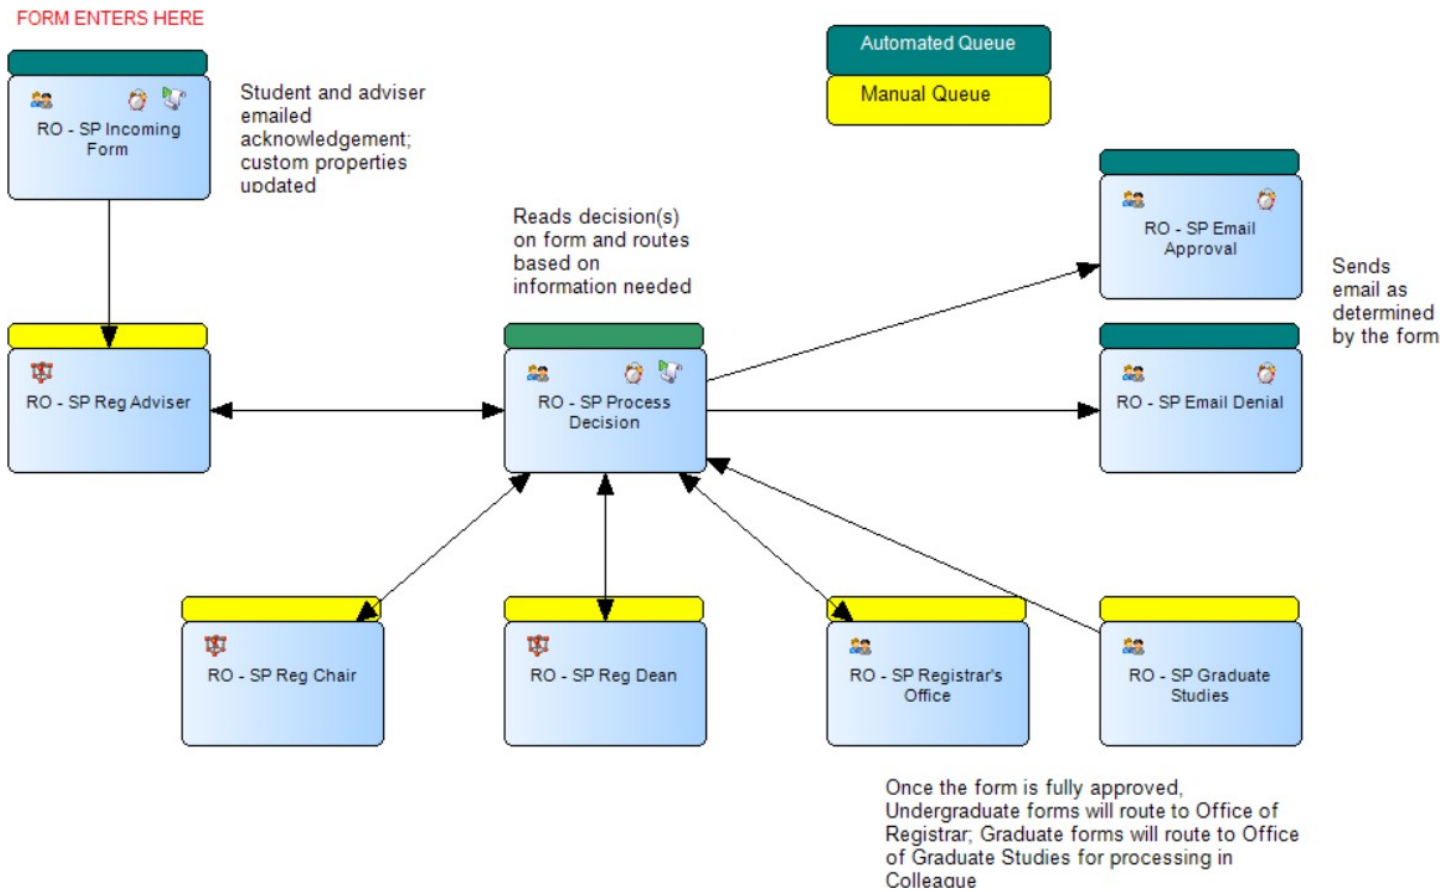 FORM ENTERS HERE
RO - SP Incoming
Form
Student and adviser
emailed
acknowledgement;
custom properties
updated
Automated Queue
Manual Queue
Reads decision(s)
on form and routes
based on
information needed
RO - SP Email
Approval
Sends
email as
determined
by the form
RO - SP Reg Adviser
RO - SP Process
Decision
RO - SP Email Denial
RO - SP Reg Chair
RO - SP Reg Dean
RO - SP Registrar's
Office
RO - SP Graduate
Studies
Once the form is fully approved,
Undergraduate forms will route to Office of
Registrar; Graduate forms will route to Office
of Graduate Studies for processing in
Colleague